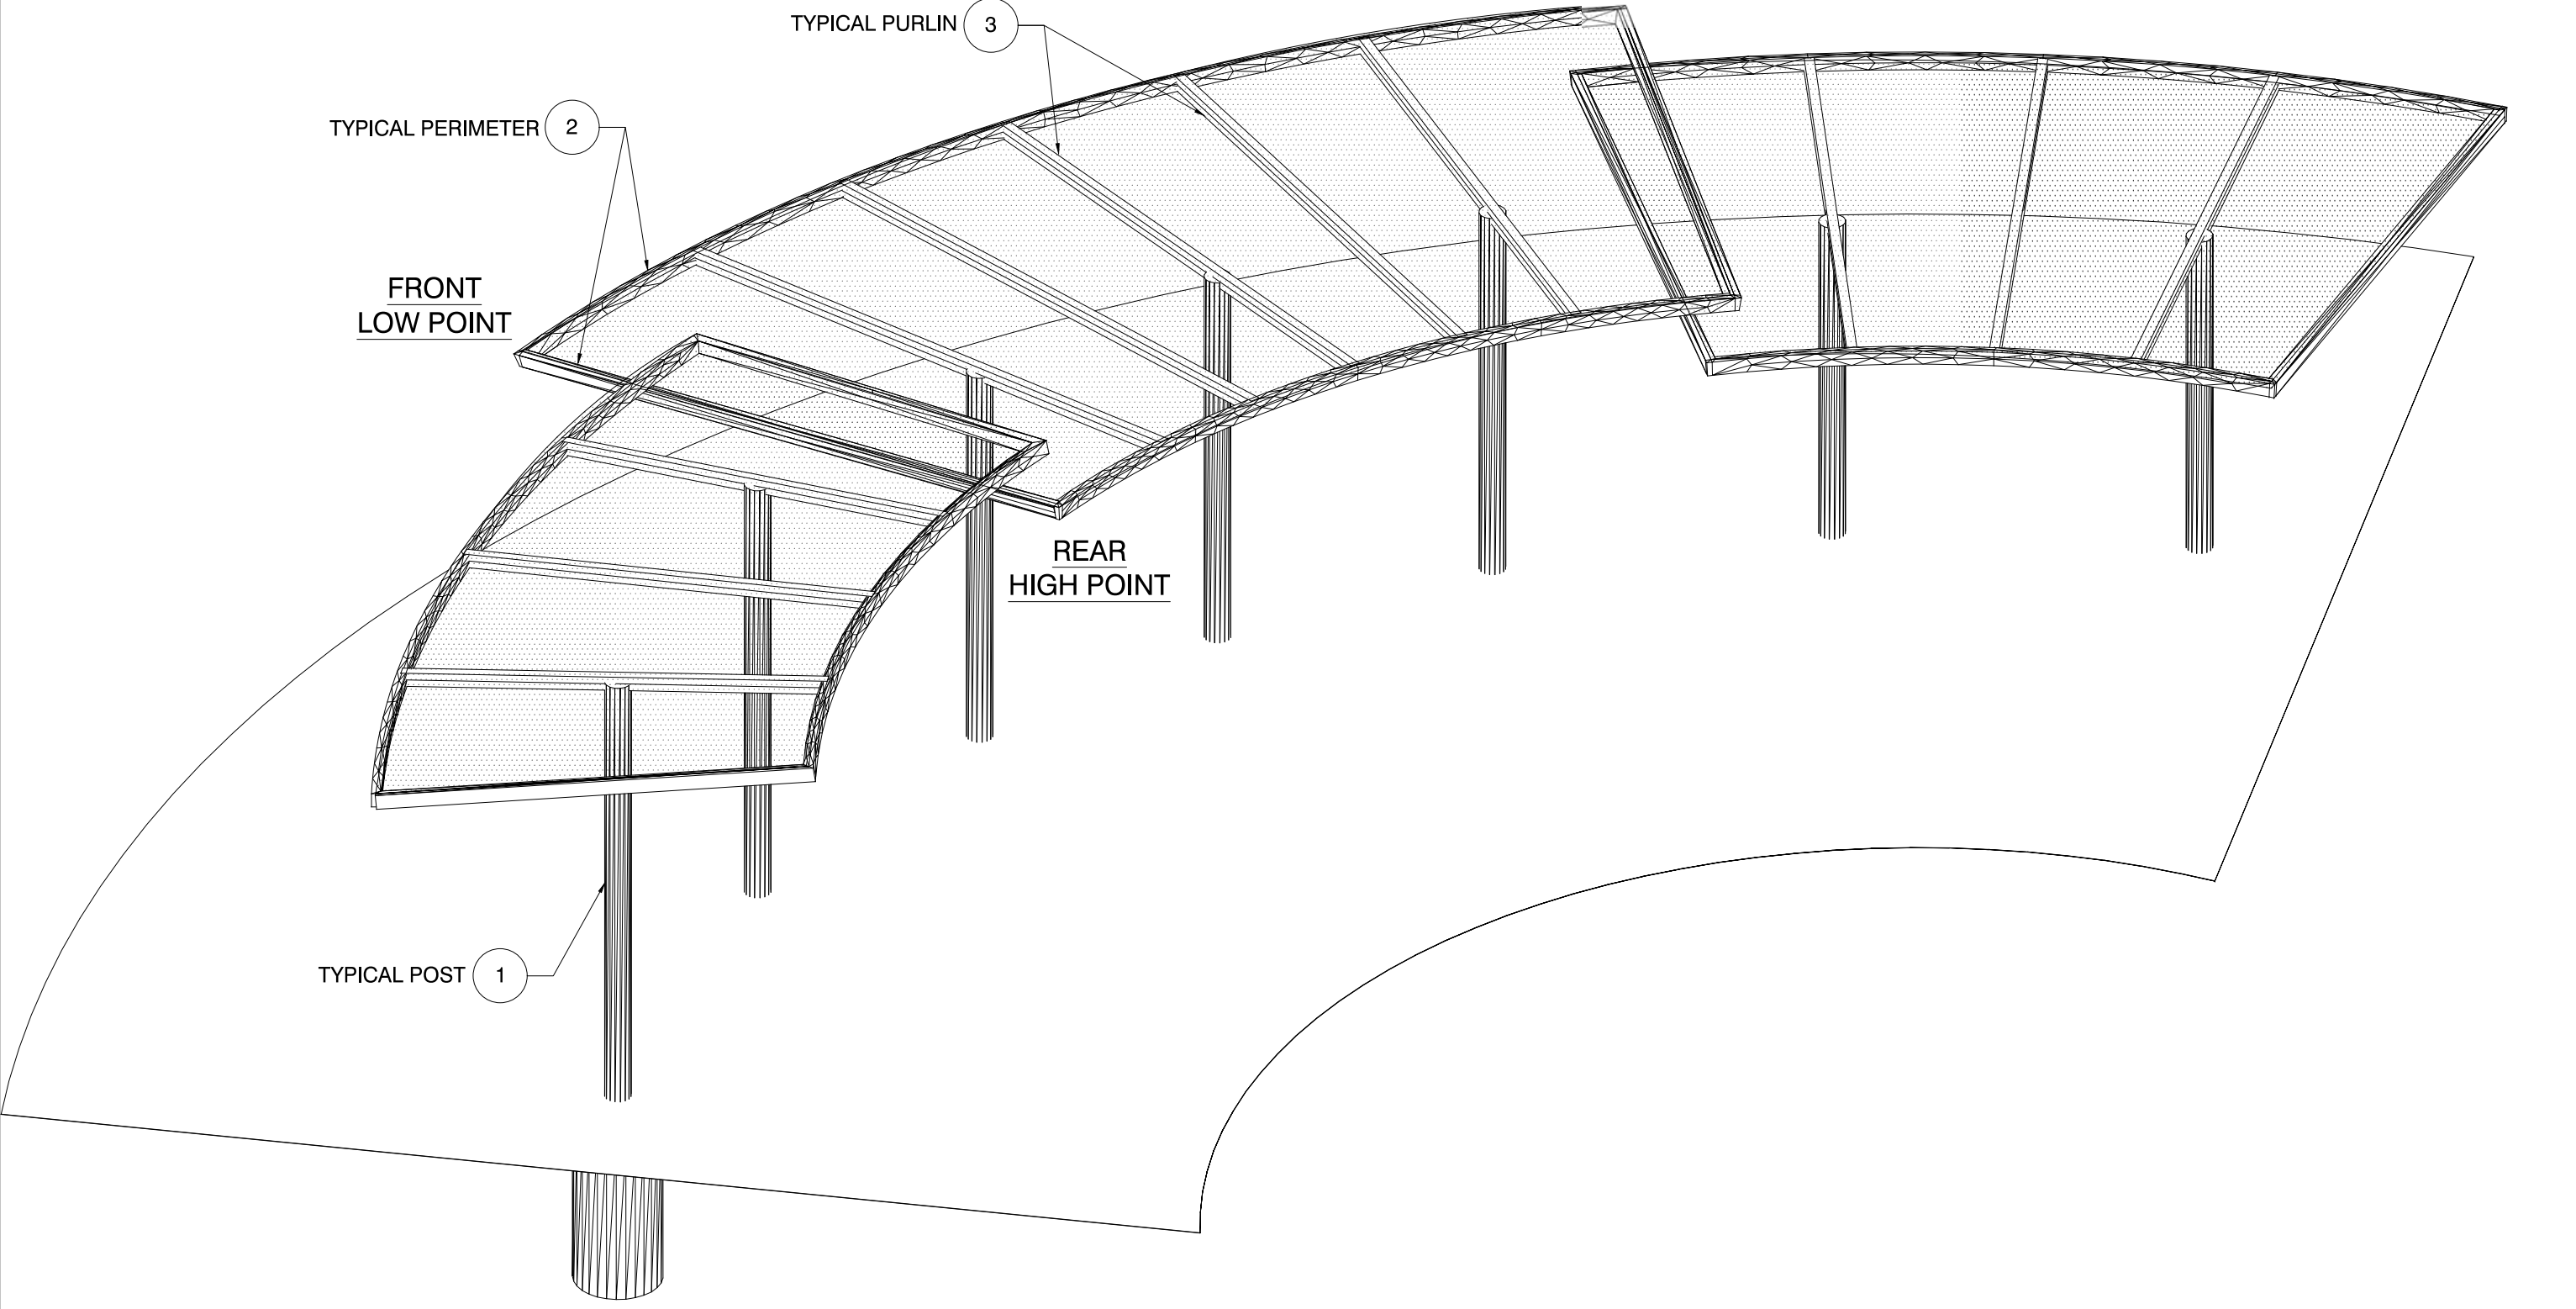 TYPICAL PURLIN 3
TYPICAL PERIMETER 2
FRONT
LOW POINT
REAR
HIGH POINT
TYPICAL POST 1